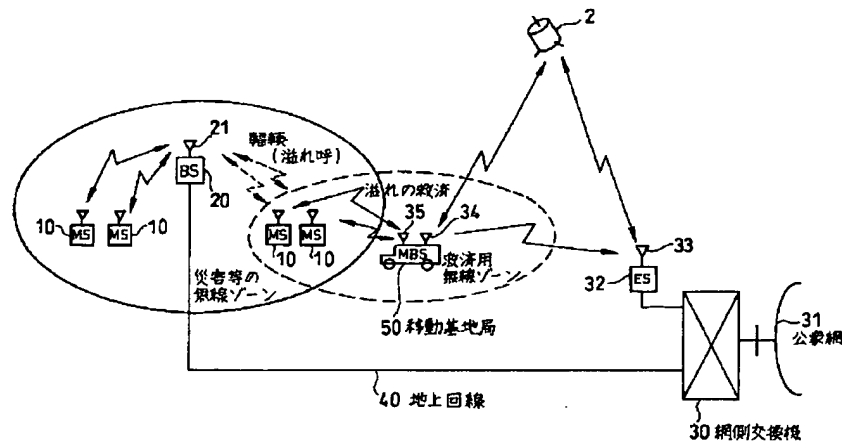 2
21
輻輳
(溢れ呼)
BS
20
溢れの救済
35
34
33
10
MS
MS
10
MS
MS
10
10
MBS
救済用
無線ゾーン
32
ES
災害等の
無線ゾーン
50 移動基地局
31
公衆網
40 地上回線
30 網側交換機